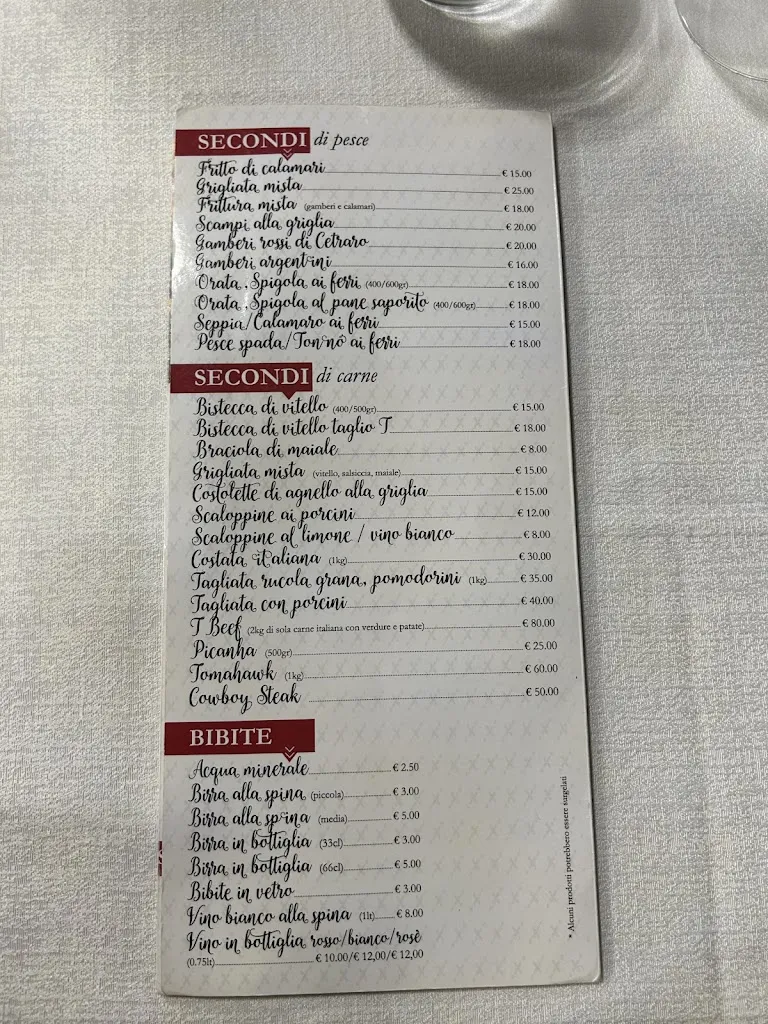 SECONDI di pesce
Fritto di calamari € 15.00
Grigliata mista € 25.00
Frittura mista (gamberi e calamari) € 18.00
Scampi alla griglia € 20.00
Gamberi rossi di Cetraro € 20.00
Gamberi argentini € 16.00
Orata, Spigola ai ferri (400/600gr) € 18.00
Orata, Spigola al pane saporito (400/600gr) € 18.00
Seppia/Calamaro ai ferri € 15.00
Pesce spada/Tonno ai ferri € 18.00
SECONDI di carne
Bistecca di vitello (400/500gr) € 15.00
Bistecca di vitello taglio T € 18.00
Braciola di maiale € 8.00
Grigliata mista (vitello, salsiccia, maiale) € 15.00
Costolette di agnello alla griglia € 15.00
Scaloppine ai porcini € 12.00
Scaloppine al limone / vino bianco € 8.00
Costata italiana (1kg) € 30.00
Tagliata rucola grana, pomodorini (1kg) € 35.00
Tagliata con porcini € 40.00
T Beef (2kg di sola carne italiana con verdure e patate) € 80.00
Picanha (500gr) € 25.00
Tomahawk (1kg) € 60.00
Cowboy Steak € 50.00
BIBITE
Acqua minerale € 2.50
Birra alla spina (piccola) € 3.00
Birra alla spina (media) € 5.00
Birra in bottiglia (33cl) € 3.00
Birra in bottiglia (66cl) € 5.00
Bibite in vetro € 3.00
Vino bianco alla spina (1lt) € 8.00
Vino in bottiglia rosso/bianco/rosè
(0.75lt) € 10.00/€ 12,00/€ 12,00
* Alcuni prodotti potrebbero essere surgelati